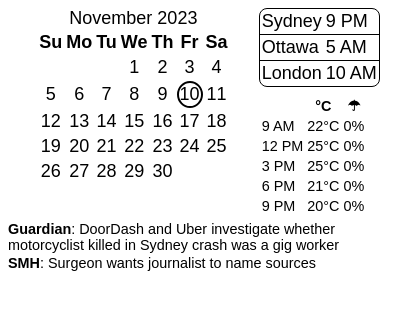 November 2023
Su Mo Tu We Th Fr Sa
1 2 3 4
5 6 7 8 9 10 11
12 13 14 15 16 17 18
19 20 21 22 23 24 25
26 27 28 29 30
Sydney 9 PM
Ottawa 5 AM
London 10 AM
°C ☂
9 AM 22°C 0%
12 PM 25°C 0%
3 PM 25°C 0%
6 PM 21°C 0%
9 PM 20°C 0%
Guardian: DoorDash and Uber investigate whether
motorcyclist killed in Sydney crash was a gig worker
SMH: Surgeon wants journalist to name sources